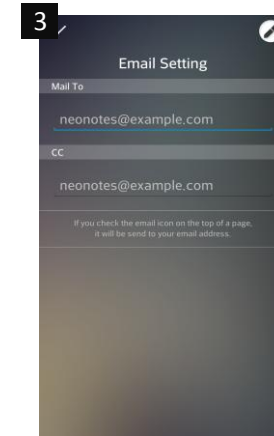 3
Email Setting
Mail To
neonotes@example.com
CC
neonotes@example.com
If you check the email icon on the top of a page,
it will be send to your email address.